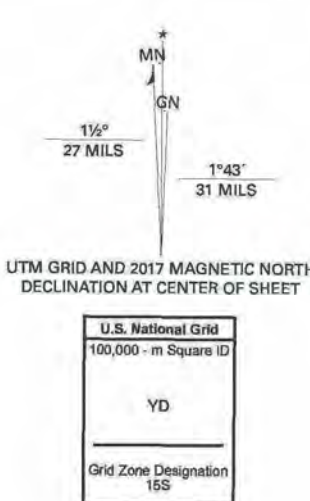 ★
MN
GN
1½°
27 MILS
1°43´
31 MILS
UTM GRID AND 2017 MAGNETIC NORTH
DECLINATION AT CENTER OF SHEET
U.S. National Grid
100,000 - m Square ID
YD
Grid Zone Designation
15S